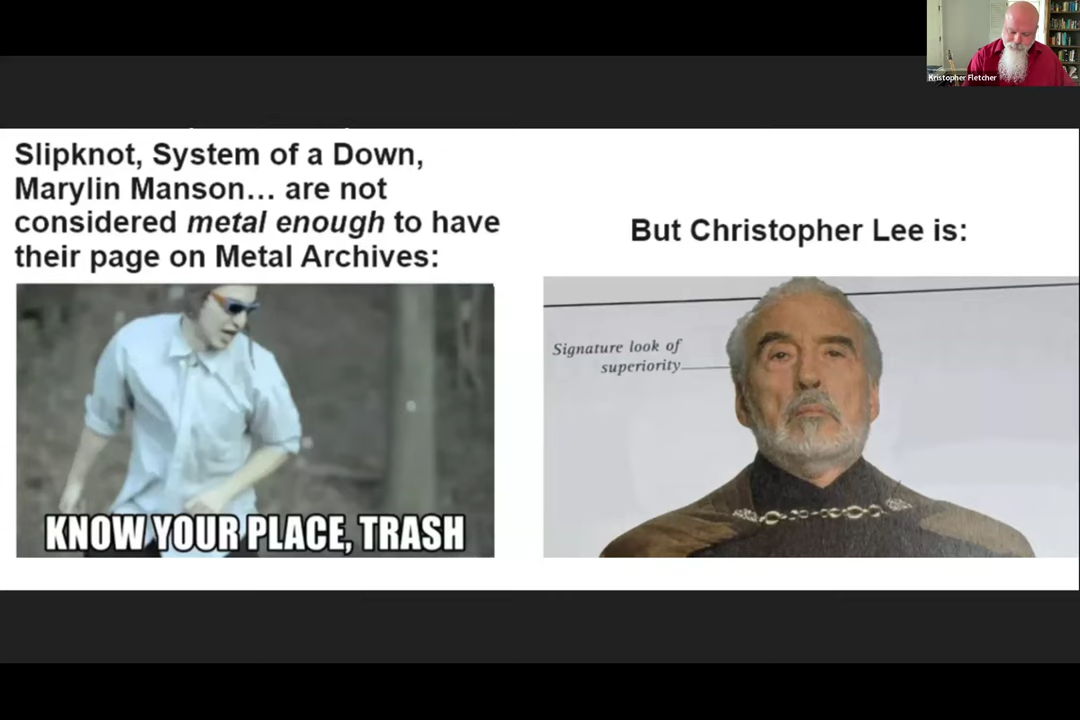 Kristopher Fletcher
Slipknot, System of a Down,
Marylin Manson... are not
considered metal enough to have
their page on Metal Archives:
KNOW YOUR PLACE, TRASH
But Christopher Lee is:
Signature look of
superiority